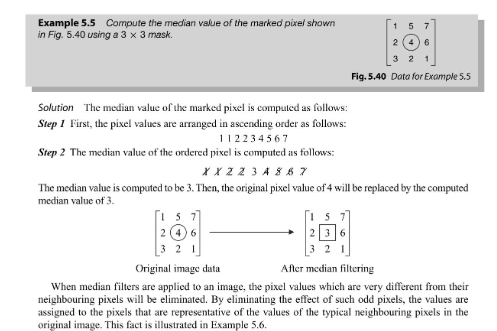 Example 5.5 Compute the median value of the marked pixel shown
in Fig. 5.40 using a 3 × 3 mask.
1 5 7
2 4 6
3 2 1
Fig. 5.40 Data for Example 5.5
Solution The median value of the marked pixel is computed as follows:
Step 1 First, the pixel values are arranged in ascending order as follows:
1 1 2 2 3 4 5 6 7
Step 2 The median value of the ordered pixel is computed as follows:
1 1 2 2 3 4 5 6 7
The median value is computed to be 3. Then, the original pixel value of 4 will be replaced by the computed
median value of 3.
1 5 7
2 4 6
3 2 1
1 5 7
2 3 6
3 2 1
Original image data
After median filtering
When median filters are applied to an image, the pixel values which are very different from their
neighbouring pixels will be eliminated. By eliminating the effect of such odd pixels, the values are
assigned to the pixels that are representative of the values of the typical neighbouring pixels in the
original image. This fact is illustrated in Example 5.6.